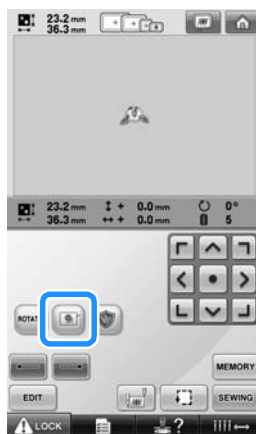 23.2 mm
36.3 mm
23.2 mm + 0.0 mm 0°
36.3 mm + 0.0 mm 5
ROTAT
MEMORY
EDIT SEWING
LOCK ?